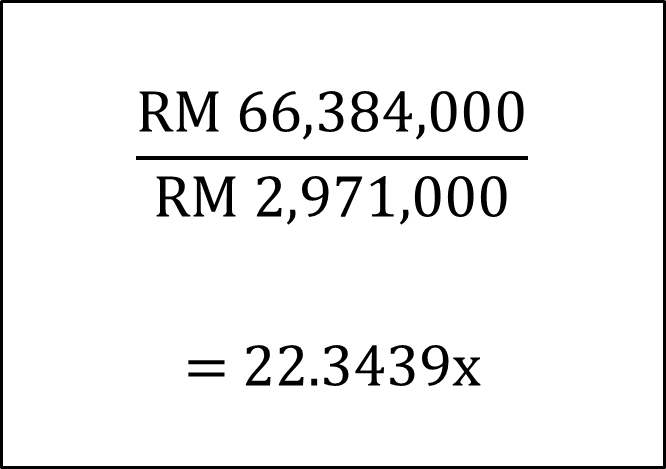 RM 66,384,000
RM 2,971,000
= 22.3439x